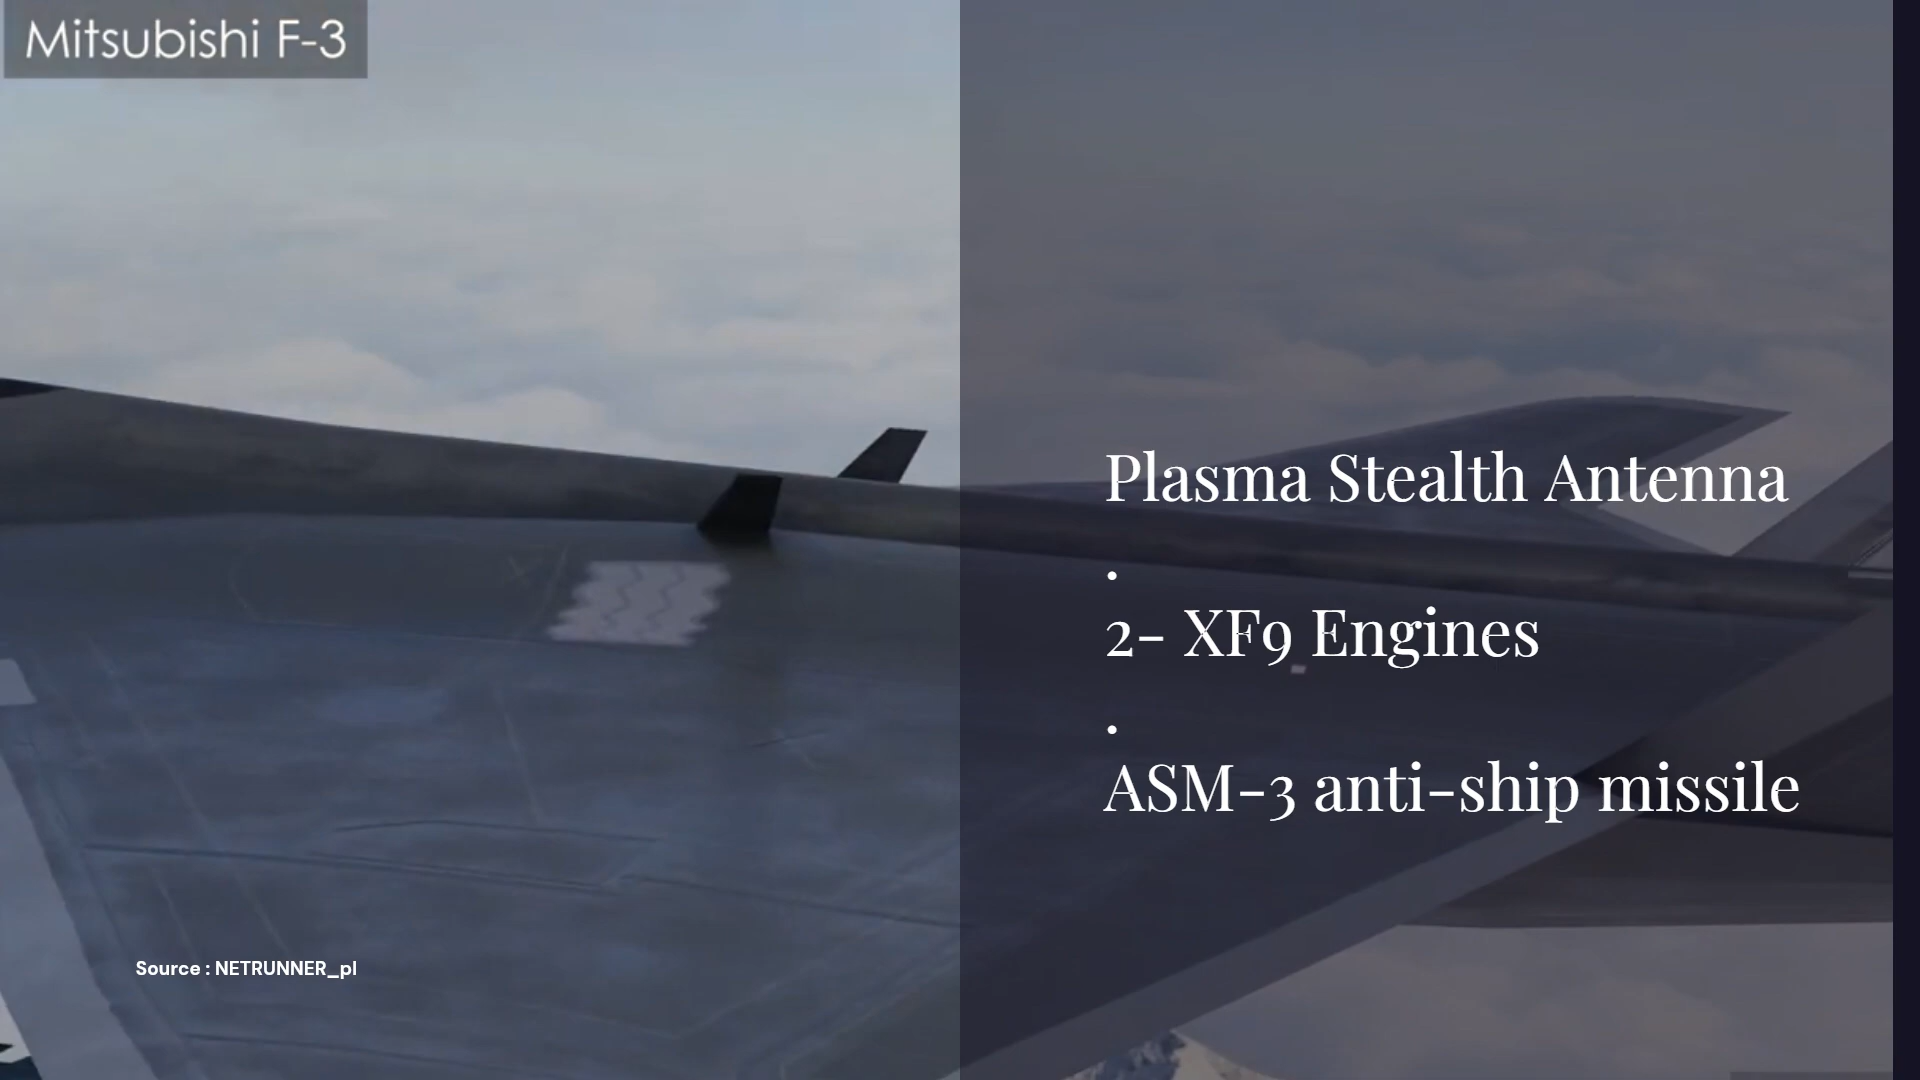 Mitsubishi F-3
Plasma Stealth Antenna
.
2- XF9 Engines
.
ASM-3 anti-ship missile
Source : NETRUNNER_pl